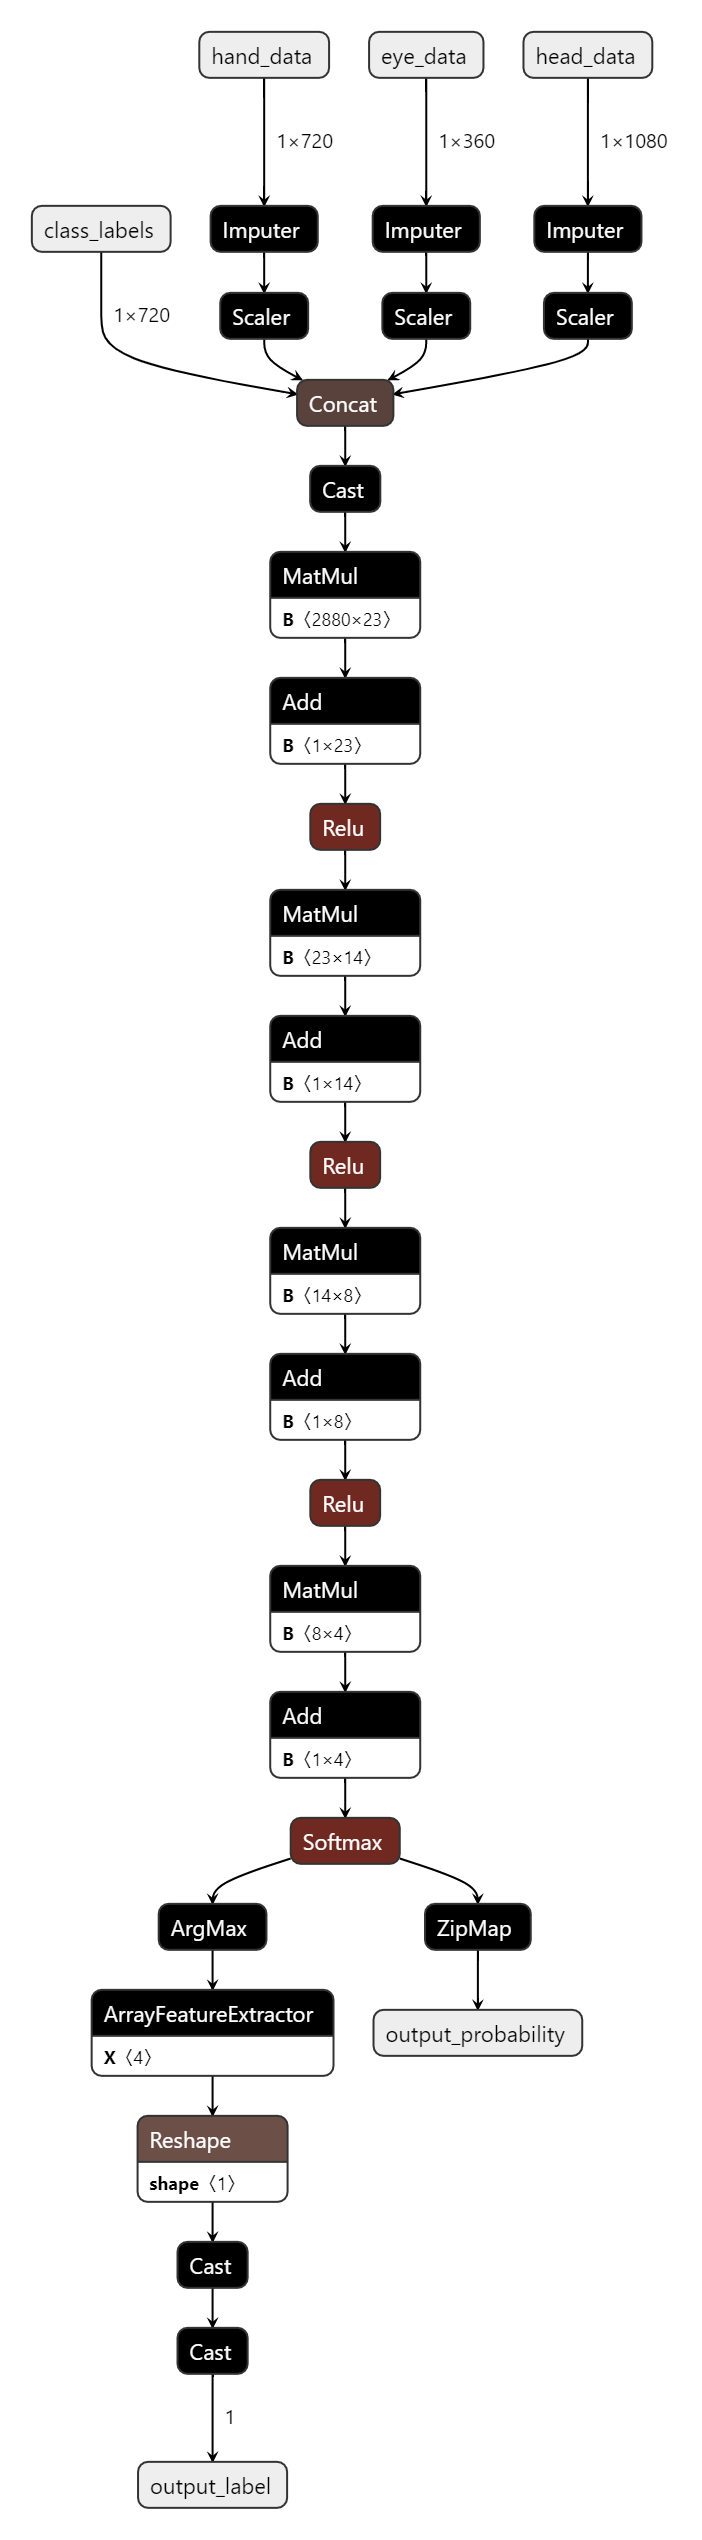 hand_data
eye_data
head_data
1×720
1×360
1×1080
class_labels
Imputer
Imputer
Imputer
1×720
Scaler
Scaler
Scaler
Concat
Cast
MatMul
B 〈2880×23〉
Add
B 〈1×23〉
Relu
MatMul
B 〈23×14〉
Add
B 〈1×14〉
Relu
MatMul
B 〈14×8〉
Add
B 〈1×8〉
Relu
MatMul
B 〈8×4〉
Add
B 〈1×4〉
Softmax
ArgMax
ZipMap
ArrayFeatureExtractor
X 〈4〉
output_probability
Reshape
shape 〈1〉
Cast
Cast
1
output_label